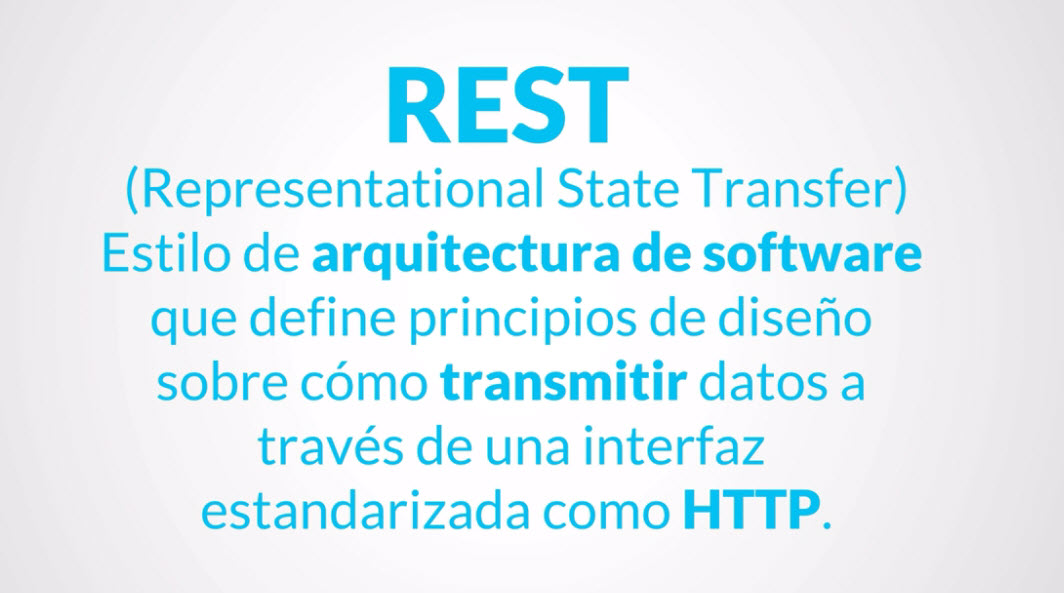 REST
(Representational State Transfer)
Estilo de arquitectura de software
que define principios de diseño
sobre cómo transmitir datos a
través de una interfaz
estandarizada como HTTP.